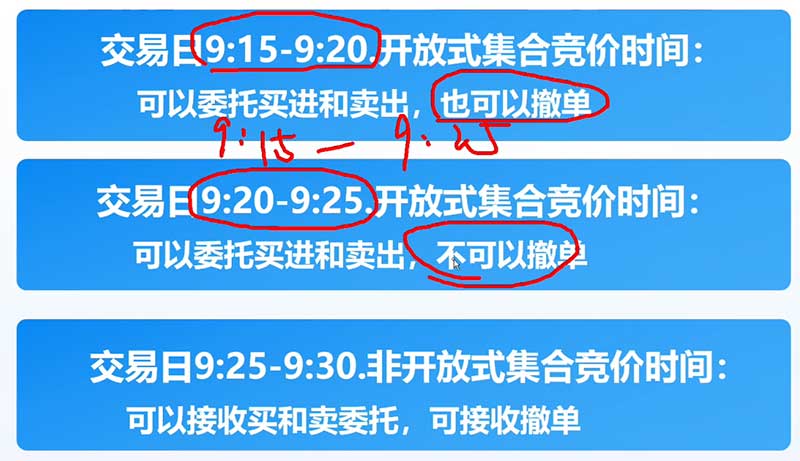 交易日9:15-9:20.开放式集合竞价时间：
可以委托买进和卖出，也可以撤单
9:15—9:25
交易日9:20-9:25.开放式集合竞价时间：
可以委托买进和卖出，不可以撤单
交易日9:25-9:30.非开放式集合竞价时间：
可以接收买和卖委托，可接收撤单